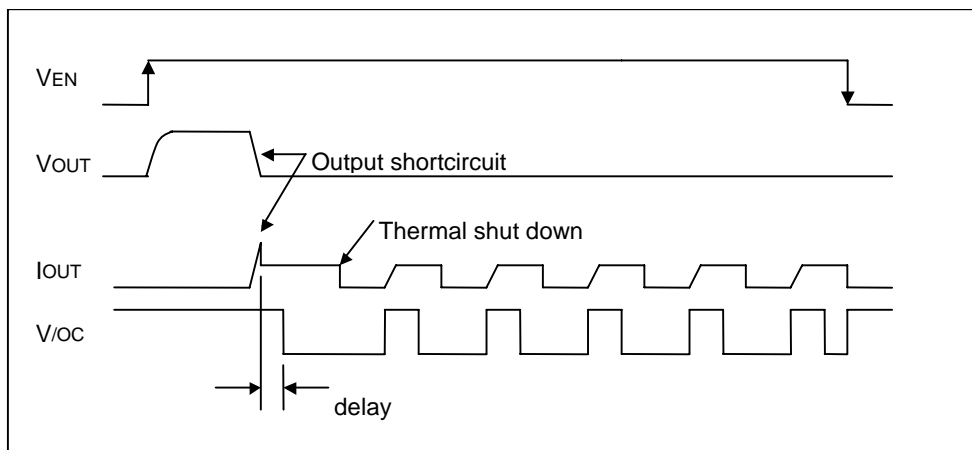 VEN
VOUT
Output shortcircuit
Thermal shut down
IOUT
V/OC
delay